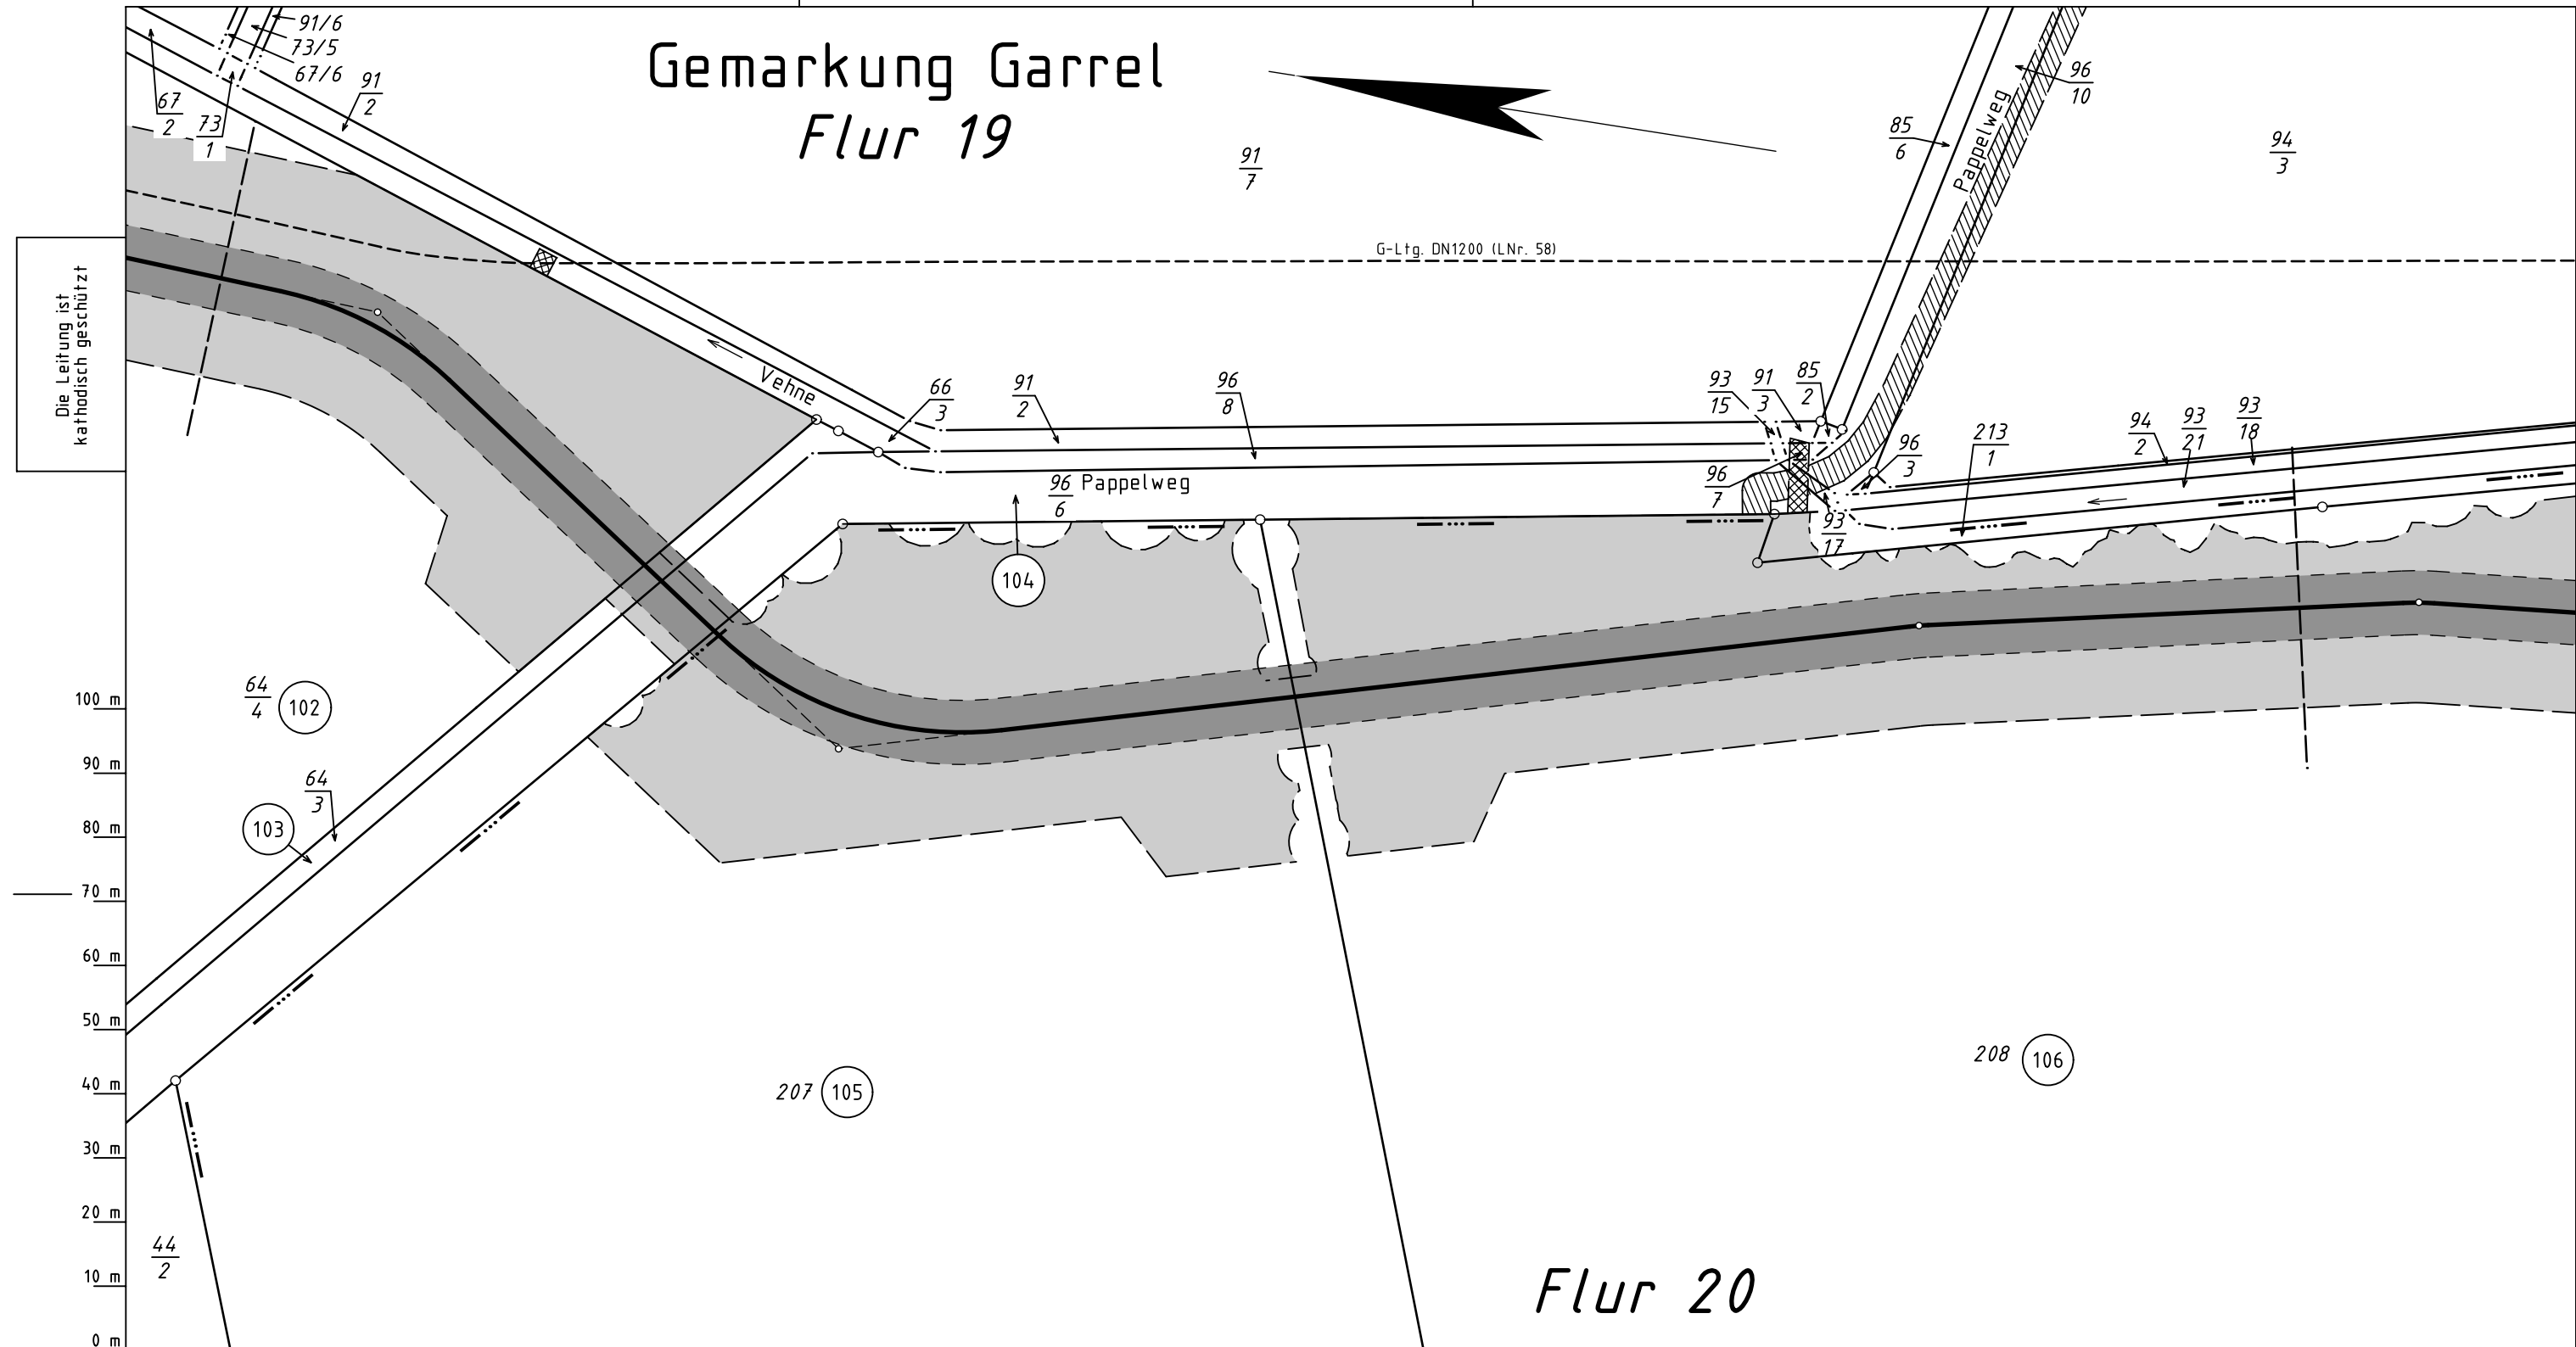 Gemarkung Garrel
Flur 19
91/6
73/5
67/6
67
2
73
1
91
2
91
7
85
6
Pappelweg
96
10
94
3
G-Ltg. DN1200 (LNr. 58)
Die Leitung ist
kathodisch geschützt
Vehne
66
3
91
2
96
8
93
15
91
3
85
2
96
3
213
1
94
2
93
21
93
18
96
6
Pappelweg
96
7
93
17
104
64
4
102
64
3
103
100 m
90 m
80 m
70 m
60 m
50 m
40 m
30 m
20 m
10 m
0 m
207
105
208
106
44
2
Flur 20